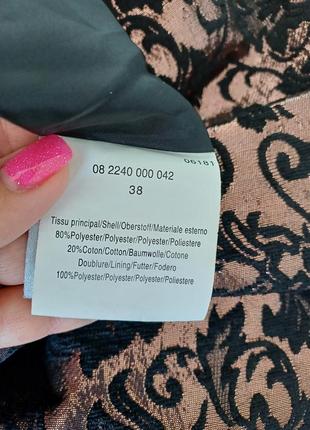 06181
08 2240 000 042
38
Tissu principal/Shell/Oberstoff/Materiale esterno
80%Polyester/Polyester/Polyester/Poliestere
20%Coton/Cotton/Baumwolle/Cotone
Doublure/Lining/Futter/Fodero
100%Polyester/Polyester/Polyester/Poliestere